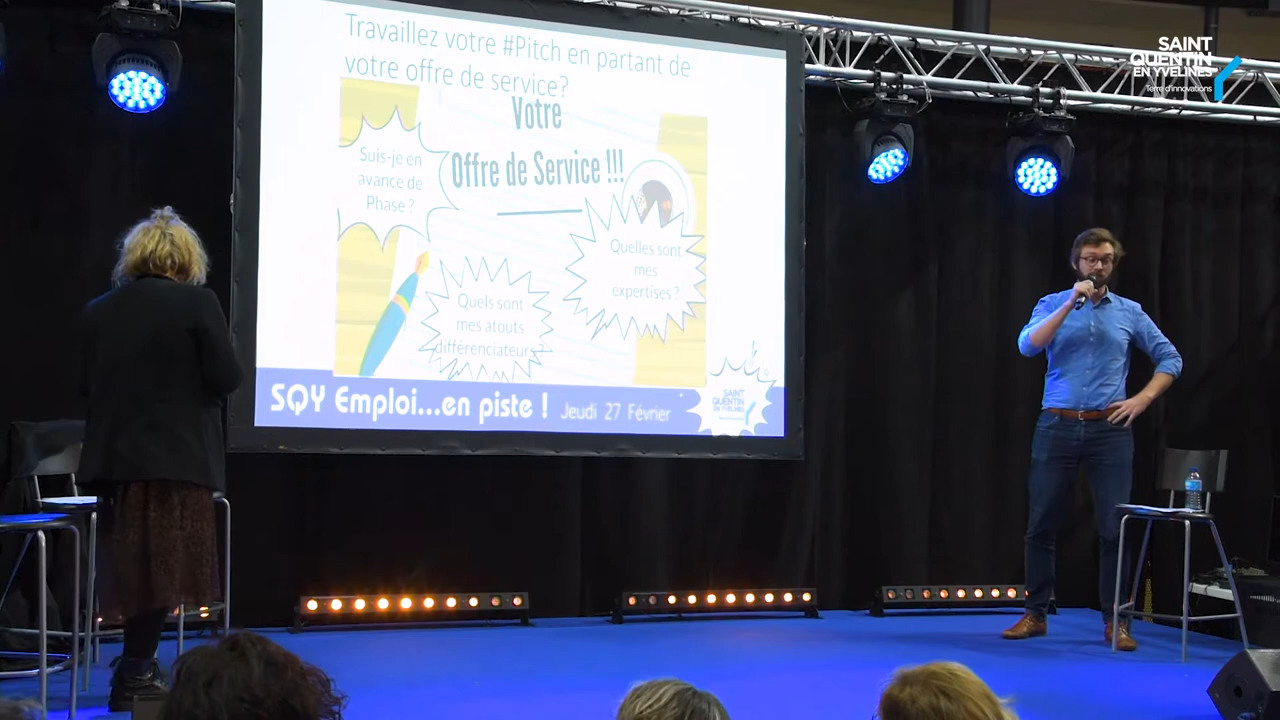 Travaillez votre #Pitch en partant de
votre offre de service?
Votre
Offre de Service !!!
Suis-je en
avance de
Phase ?
Quelles sont
mes
expertises?
Quels sont
mes atouts
différenciateurs ?
SQY Emploi...en piste ! Jeudi 27 Février
SAINT
QUENTIN
EN YVELINES
SAINT
QUENTIN
EN YVELINES
Terre d'innovations